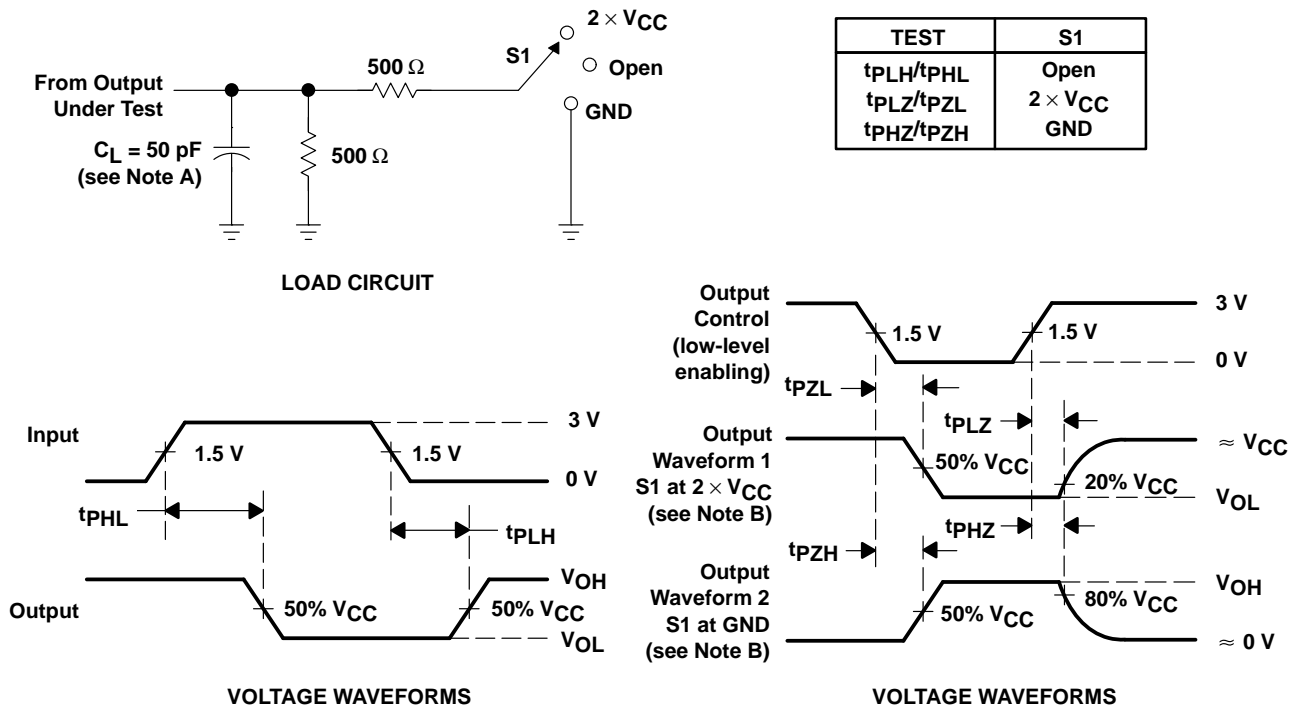 2 × VCC
S1
Open
GND
500 Ω
From Output
Under Test
CL = 50 pF
(see Note A)
500 Ω
LOAD CIRCUIT
TEST S1
tPLH/tPHL Open
tPLZ/tPZL 2 × VCC
tPHZ/tPZH GND
Input
3 V
1.5 V
1.5 V
0 V
tPHL
tPLH
Output
VOH
50% VCC
50% VCC
VOL
VOLTAGE WAVEFORMS
Output
Control
(low-level
enabling)
3 V
1.5 V
1.5 V
0 V
tPZL
tPLZ
Output
Waveform 1
S1 at 2 × VCC
(see Note B)
≈ VCC
50% VCC
20% VCC
VOL
tPHZ
tPZH
Output
Waveform 2
S1 at GND
(see Note B)
VOH
50% VCC
80% VCC
≈ 0 V
VOLTAGE WAVEFORMS